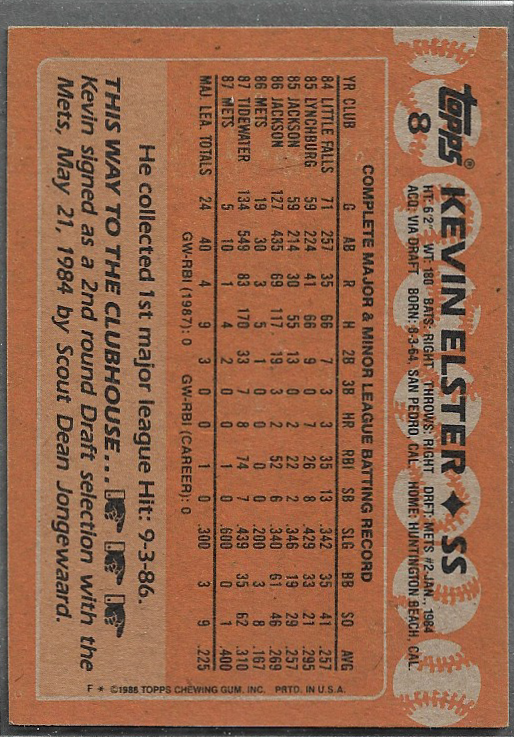 topps®
8
KEVIN ELSTER ♦ SS
HT: 6'2" WT: 180 BATS: RIGHT THROWS: RIGHT DRFT: METS #2-JAN., 1984
ACQ: VIA DRAFT BORN: 8-3-64, SAN PEDRO, CAL. HOME: HUNTINGTON BEACH, CAL.
COMPLETE MAJOR & MINOR LEAGUE BATTING RECORD
YR CLUB G AB R H 2B 3B HR RBI SB SLG BB SO AVG
84 LITTLE FALLS 71 257 35 66 7 3 3 35 13 .342 35 41 .257
85 LYNCHBURG 59 224 41 66 9 0 7 26 8 .429 33 21 .295
85 JACKSON 59 214 30 55 13 0 2 22 2 .346 19 29 .257
86 JACKSON 127 435 69 117 19 3 2 52 6 .340 61 46 .269
86 METS 19 30 3 5 1 0 0 0 0 .200 3 8 .167
87 TIDEWATER 134 549 83 170 33 7 8 74 7 .439 35 62 .310
87 METS 5 10 1 4 2 0 0 1 0 .600 0 1 .400
MAJ. LEA. TOTALS 24 40 4 9 3 0 0 1 0 .300 3 9 .225
GW-RBI (1987): 0 GW-RBI (CAREER): 0
He collected 1st major league Hit: 9-3-86.
THIS WAY TO THE CLUBHOUSE...
Kevin signed as a 2nd round Draft selection with the
Mets, May 21, 1984 by Scout Dean Jongewaard.
F * ©1988 TOPPS CHEWING GUM, INC. PRTD. IN U.S.A.